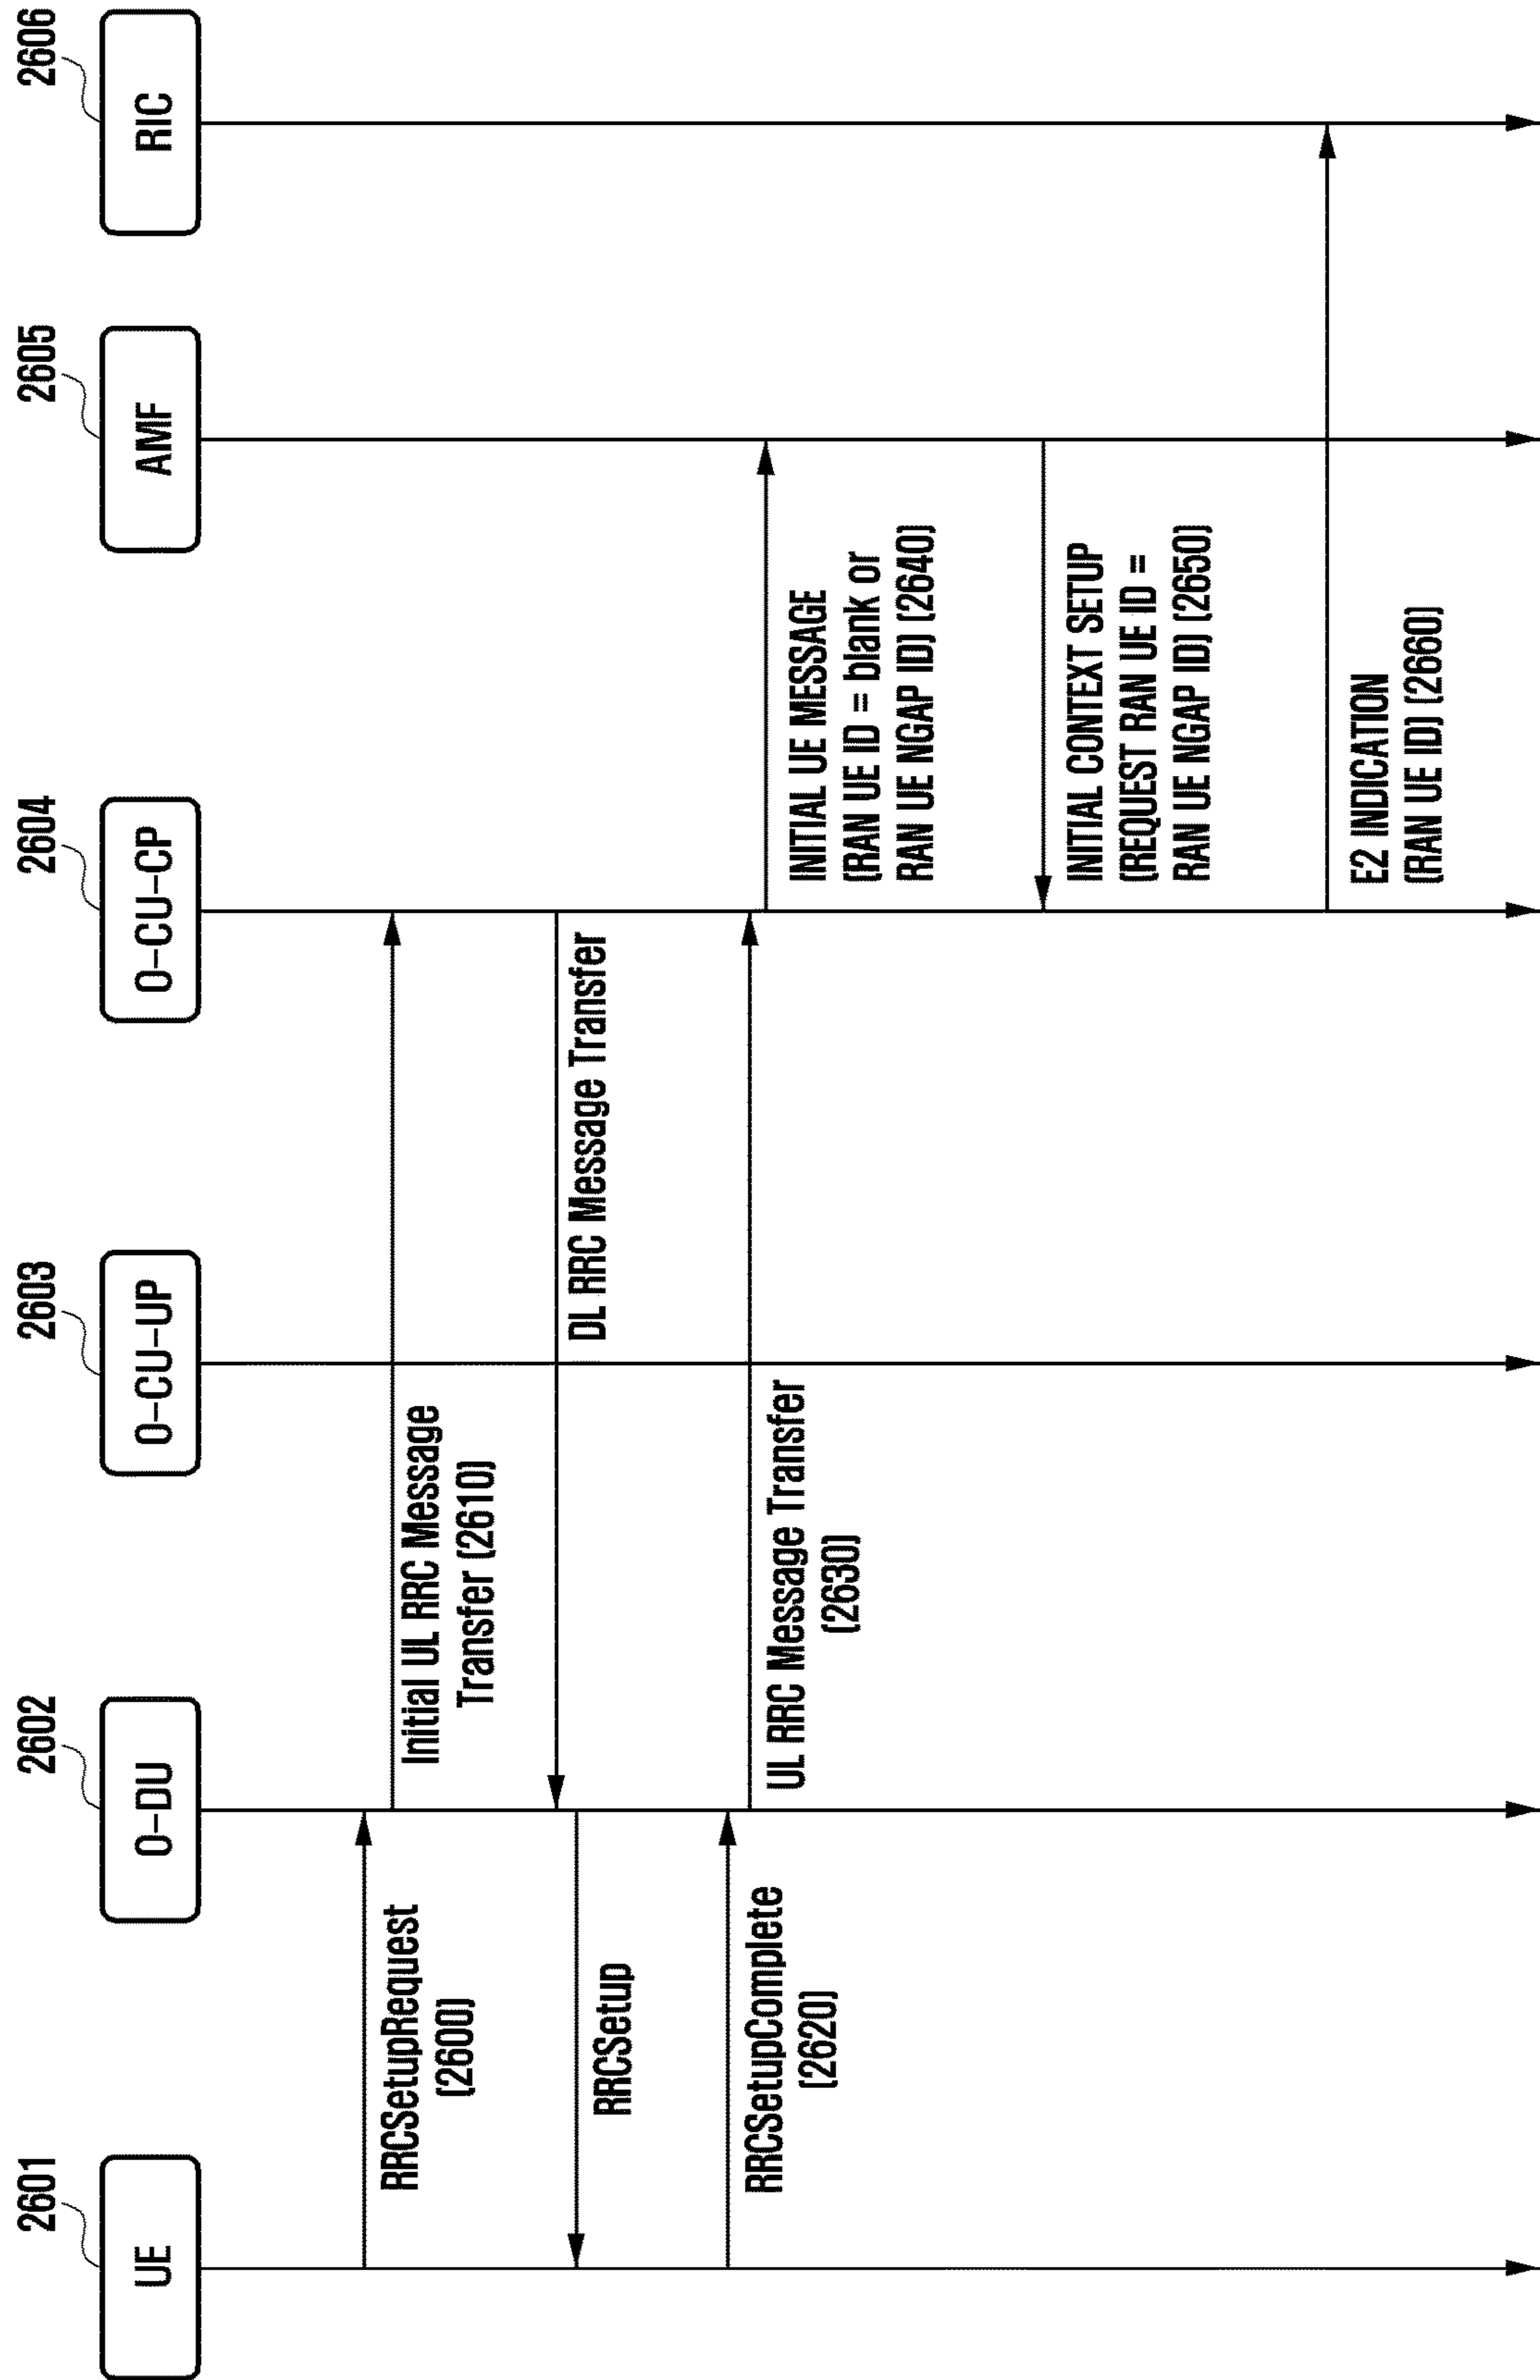 2601
2602
2603
2604
2605
2606
UE
O-DU
O-CU-UP
O-CU-CP
AMF
RIC
RRCSetupRequest
(2600)
Initial UL RRC Message
Transfer (2610)
DL RRC Message Transfer
RRCSetup
RRCSetupComplete
(2620)
UL RRC Message Transfer
(2630)
INITIAL UE MESSAGE
(RAN UE ID = blank or
RAN UE NGAP ID) (2640)
INITIAL CONTEXT SETUP
(REQUEST RAN UE ID =
RAN UE NGAP ID) (2650)
E2 INDICATION
(RAN UE ID) (2660)